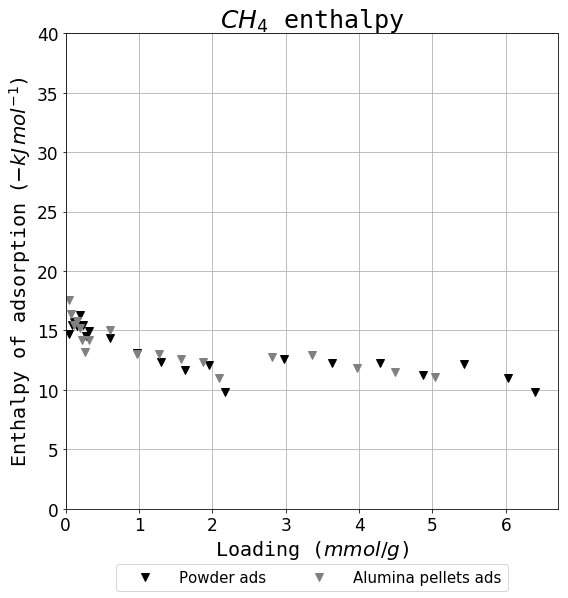 CH₄ enthalpy
Enthalpy of adsorption (−kJ mol⁻¹)
40
35
30
25
20
15
10
5
0
0 1 2 3 4 5 6
Loading (mmol/g)
Powder ads Alumina pellets ads